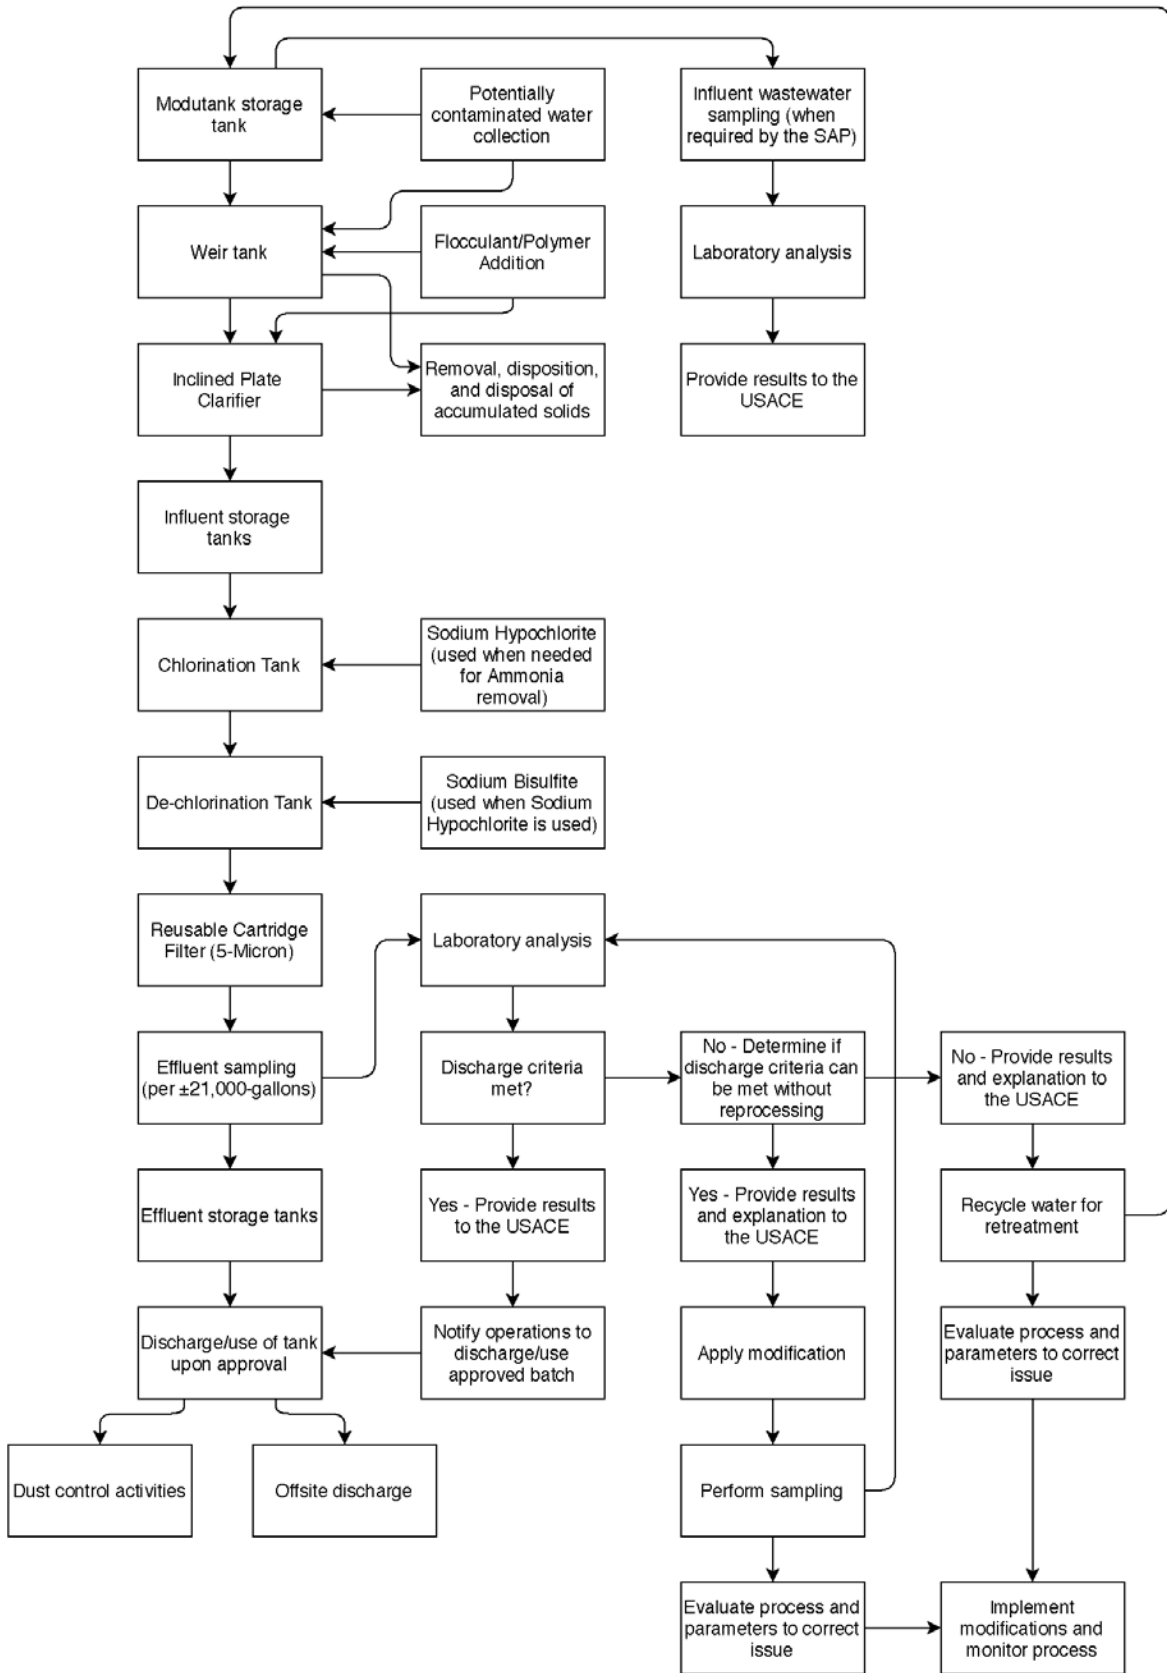 Modutank storage
tank
Potentially
contaminated water
collection
Influent wastewater
sampling (when
required by the SAP)
Weir tank
Flocculant/Polymer
Addition
Laboratory analysis
Inclined Plate
Clarifier
Removal, disposition,
and disposal of
accumulated solids
Provide results to the
USACE
Influent storage
tanks
Chlorination Tank
Sodium Hypochlorite
(used when needed
for Ammonia
removal)
De-chlorination Tank
Sodium Bisulfite
(used when Sodium
Hypochlorite is used)
Reusable Cartridge
Filter (5-Micron)
Laboratory analysis
Effluent sampling
(per ±21,000-gallons)
Discharge criteria
met?
No - Determine if
discharge criteria can
be met without
reprocessing
No - Provide results
and explanation to
the USACE
Effluent storage tanks
Yes - Provide results
to the USACE
Yes - Provide results
and explanation to
the USACE
Recycle water for
retreatment
Discharge/use of tank
upon approval
Notify operations to
discharge/use
approved batch
Apply modification
Evaluate process and
parameters to correct
issue
Dust control activities
Offsite discharge
Perform sampling
Evaluate process and
parameters to correct
issue
Implement
modifications and
monitor process